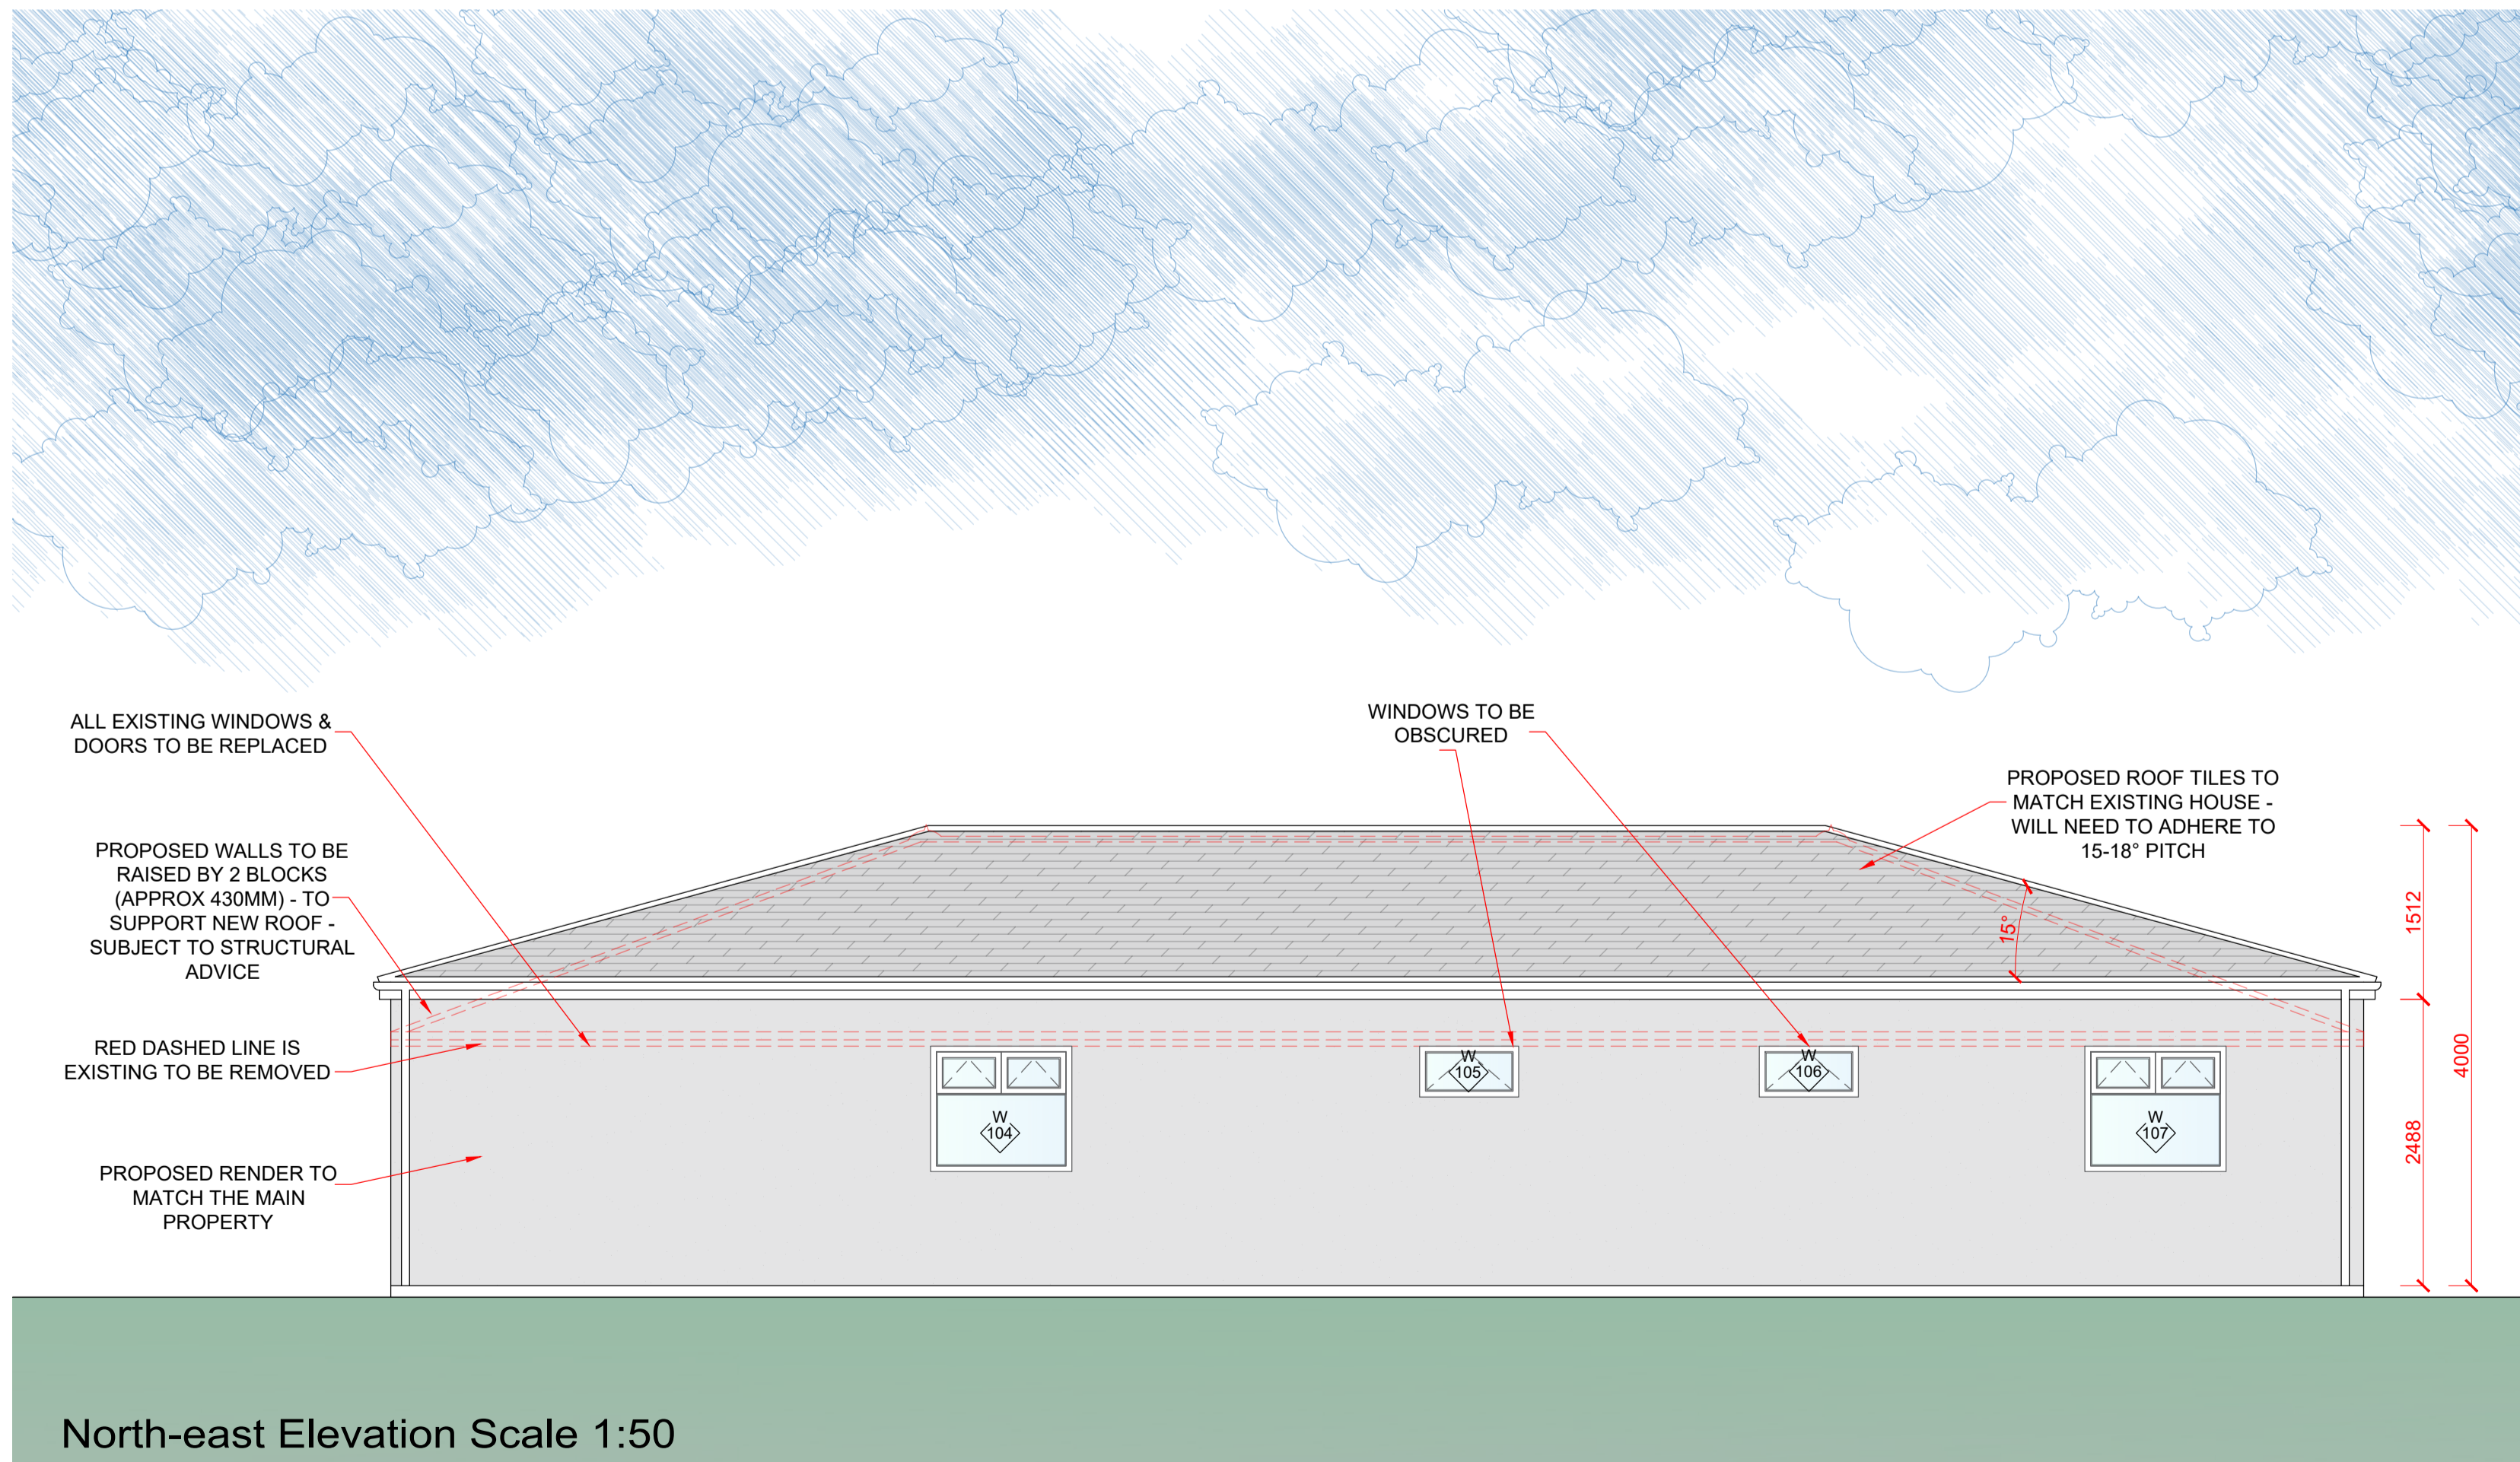 ALL EXISTING WINDOWS &
DOORS TO BE REPLACED
WINDOWS TO BE
OBSCURED
PROPOSED ROOF TILES TO
MATCH EXISTING HOUSE -
WILL NEED TO ADHERE TO
15-18° PITCH
PROPOSED WALLS TO BE
RAISED BY 2 BLOCKS
(APPROX 430MM) - TO
SUPPORT NEW ROOF -
SUBJECT TO STRUCTURAL
ADVICE
15°
1512
4000
2488
RED DASHED LINE IS
EXISTING TO BE REMOVED
PROPOSED RENDER TO
MATCH THE MAIN
PROPERTY
W
104
W
105
W
106
W
107
North-east Elevation Scale 1:50